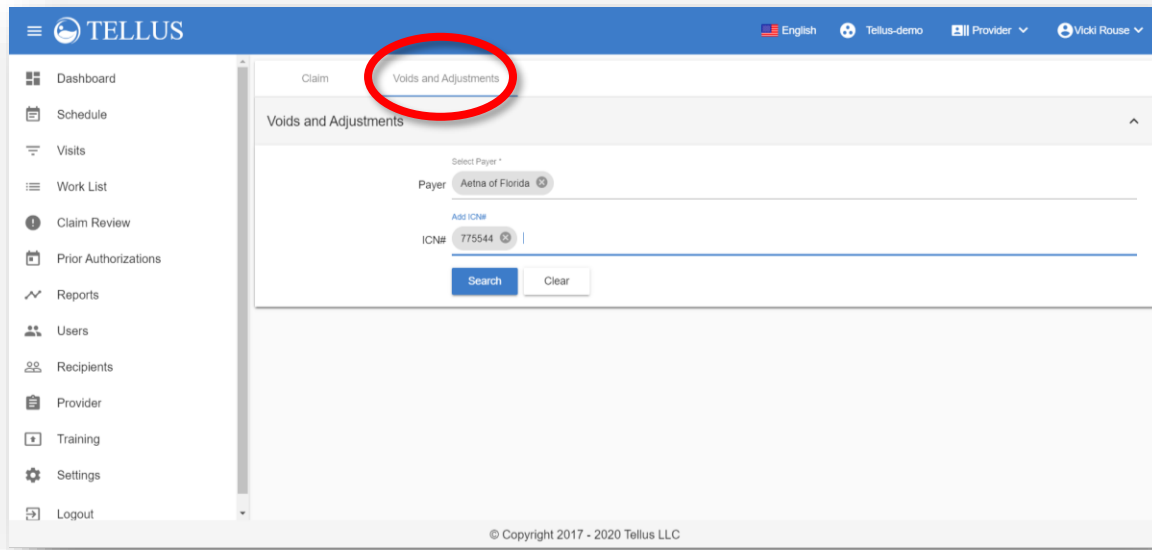 TELLUS
English Tellus-demo Provider Vicki Rouse
Dashboard
Schedule
Visits
Work List
Claim Review
Prior Authorizations
Reports
Users
Recipients
Provider
Training
Settings
Logout
Claim Voids and Adjustments
Voids and Adjustments
Select Payer *
Payer Aetna of Florida
Add ICN#
ICN# 775544
Search Clear
© Copyright 2017 - 2020 Tellus LLC